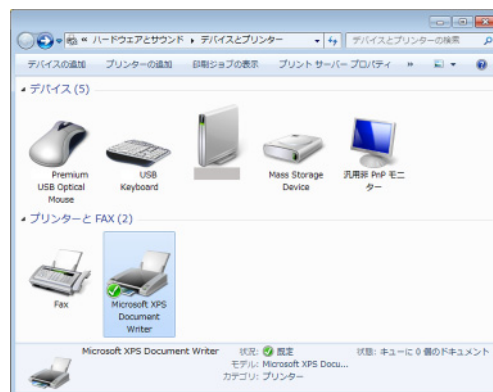 « ハードウェアとサウンド ▸ デバイスとプリンター デバイスとプリンターの検索
デバイスの追加 プリンターの追加 印刷ジョブの表示 プリント サーバー プロパティ »
デバイス (5)
Premium
USB Optical
Mouse
USB
Keyboard
Mass Storage
Device
汎用非 PnP モニ
ター
プリンターと FAX (2)
Fax
Microsoft XPS
Document
Writer
Microsoft XPS Document Writer 状況: 既定 状態: キューに 0 個のドキュメント
モデル: Microsoft XPS Docu...
カテゴリ: プリンター